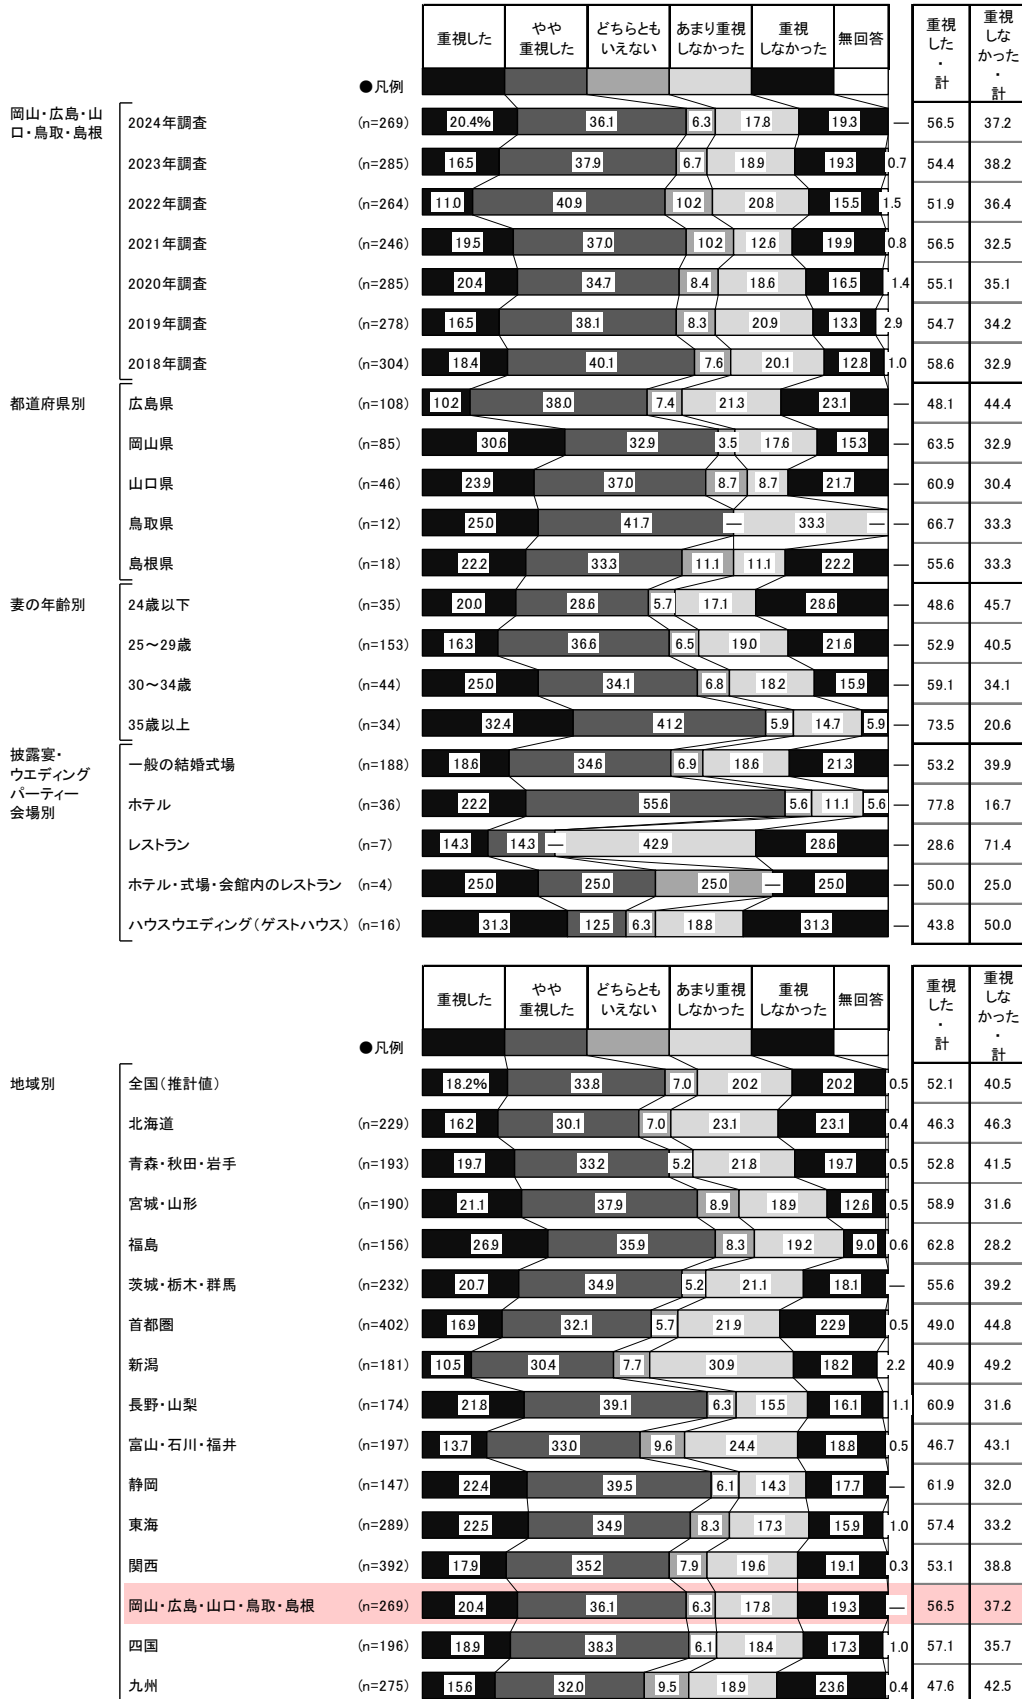 重視した やや重視した どちらともいえない あまり重視しなかった 重視しなかった 無回答 重視した・計 重視しなかった・計
●凡例
岡山・広島・山口・鳥取・島根
2024年調査 (n=269) 20.4% 36.1 6.3 17.8 19.3 — 56.5 37.2
2023年調査 (n=285) 16.5 37.9 6.7 18.9 19.3 0.7 54.4 38.2
2022年調査 (n=264) 11.0 40.9 10.2 20.8 15.5 1.5 51.9 36.4
2021年調査 (n=246) 19.5 37.0 10.2 12.6 19.9 0.8 56.5 32.5
2020年調査 (n=285) 20.4 34.7 8.4 18.6 16.5 1.4 55.1 35.1
2019年調査 (n=278) 16.5 38.1 8.3 20.9 13.3 2.9 54.7 34.2
2018年調査 (n=304) 18.4 40.1 7.6 20.1 12.8 1.0 58.6 32.9
都道府県別
広島県 (n=108) 10.2 38.0 7.4 21.3 23.1 — 48.1 44.4
岡山県 (n=85) 30.6 32.9 3.5 17.6 15.3 — 63.5 32.9
山口県 (n=46) 23.9 37.0 8.7 8.7 21.7 — 60.9 30.4
鳥取県 (n=12) 25.0 41.7 — 33.3 — — 66.7 33.3
島根県 (n=18) 22.2 33.3 11.1 11.1 22.2 — 55.6 33.3
妻の年齢別
24歳以下 (n=35) 20.0 28.6 5.7 17.1 28.6 — 48.6 45.7
25～29歳 (n=153) 16.3 36.6 6.5 19.0 21.6 — 52.9 40.5
30～34歳 (n=44) 25.0 34.1 6.8 18.2 15.9 — 59.1 34.1
35歳以上 (n=34) 32.4 41.2 5.9 14.7 5.9 — 73.5 20.6
披露宴・ウエディングパーティー会場別
一般の結婚式場 (n=188) 18.6 34.6 6.9 18.6 21.3 — 53.2 39.9
ホテル (n=36) 22.2 55.6 5.6 11.1 5.6 — 77.8 16.7
レストラン (n=7) 14.3 14.3 — 42.9 28.6 — 28.6 71.4
ホテル・式場・会館内のレストラン (n=4) 25.0 25.0 25.0 — 25.0 — 50.0 25.0
ハウスウエディング(ゲストハウス) (n=16) 31.3 12.5 6.3 18.8 31.3 — 43.8 50.0
重視した やや重視した どちらともいえない あまり重視しなかった 重視しなかった 無回答 重視した・計 重視しなかった・計
●凡例
地域別
全国(推計値) 18.2% 33.8 7.0 20.2 20.2 0.5 52.1 40.5
北海道 (n=229) 16.2 30.1 7.0 23.1 23.1 0.4 46.3 46.3
青森・秋田・岩手 (n=193) 19.7 33.2 5.2 21.8 19.7 0.5 52.8 41.5
宮城・山形 (n=190) 21.1 37.9 8.9 18.9 12.6 0.5 58.9 31.6
福島 (n=156) 26.9 35.9 8.3 19.2 9.0 0.6 62.8 28.2
茨城・栃木・群馬 (n=232) 20.7 34.9 5.2 21.1 18.1 — 55.6 39.2
首都圏 (n=402) 16.9 32.1 5.7 21.9 22.9 0.5 49.0 44.8
新潟 (n=181) 10.5 30.4 7.7 30.9 18.2 2.2 40.9 49.2
長野・山梨 (n=174) 21.8 39.1 6.3 15.5 16.1 1.1 60.9 31.6
富山・石川・福井 (n=197) 13.7 33.0 9.6 24.4 18.8 0.5 46.7 43.1
静岡 (n=147) 22.4 39.5 6.1 14.3 17.7 — 61.9 32.0
東海 (n=289) 22.5 34.9 8.3 17.3 15.9 1.0 57.4 33.2
関西 (n=392) 17.9 35.2 7.9 19.6 19.1 0.3 53.1 38.8
岡山・広島・山口・鳥取・島根 (n=269) 20.4 36.1 6.3 17.8 19.3 — 56.5 37.2
四国 (n=196) 18.9 38.3 6.1 18.4 17.3 1.0 57.1 35.7
九州 (n=275) 15.6 32.0 9.5 18.9 23.6 0.4 47.6 42.5